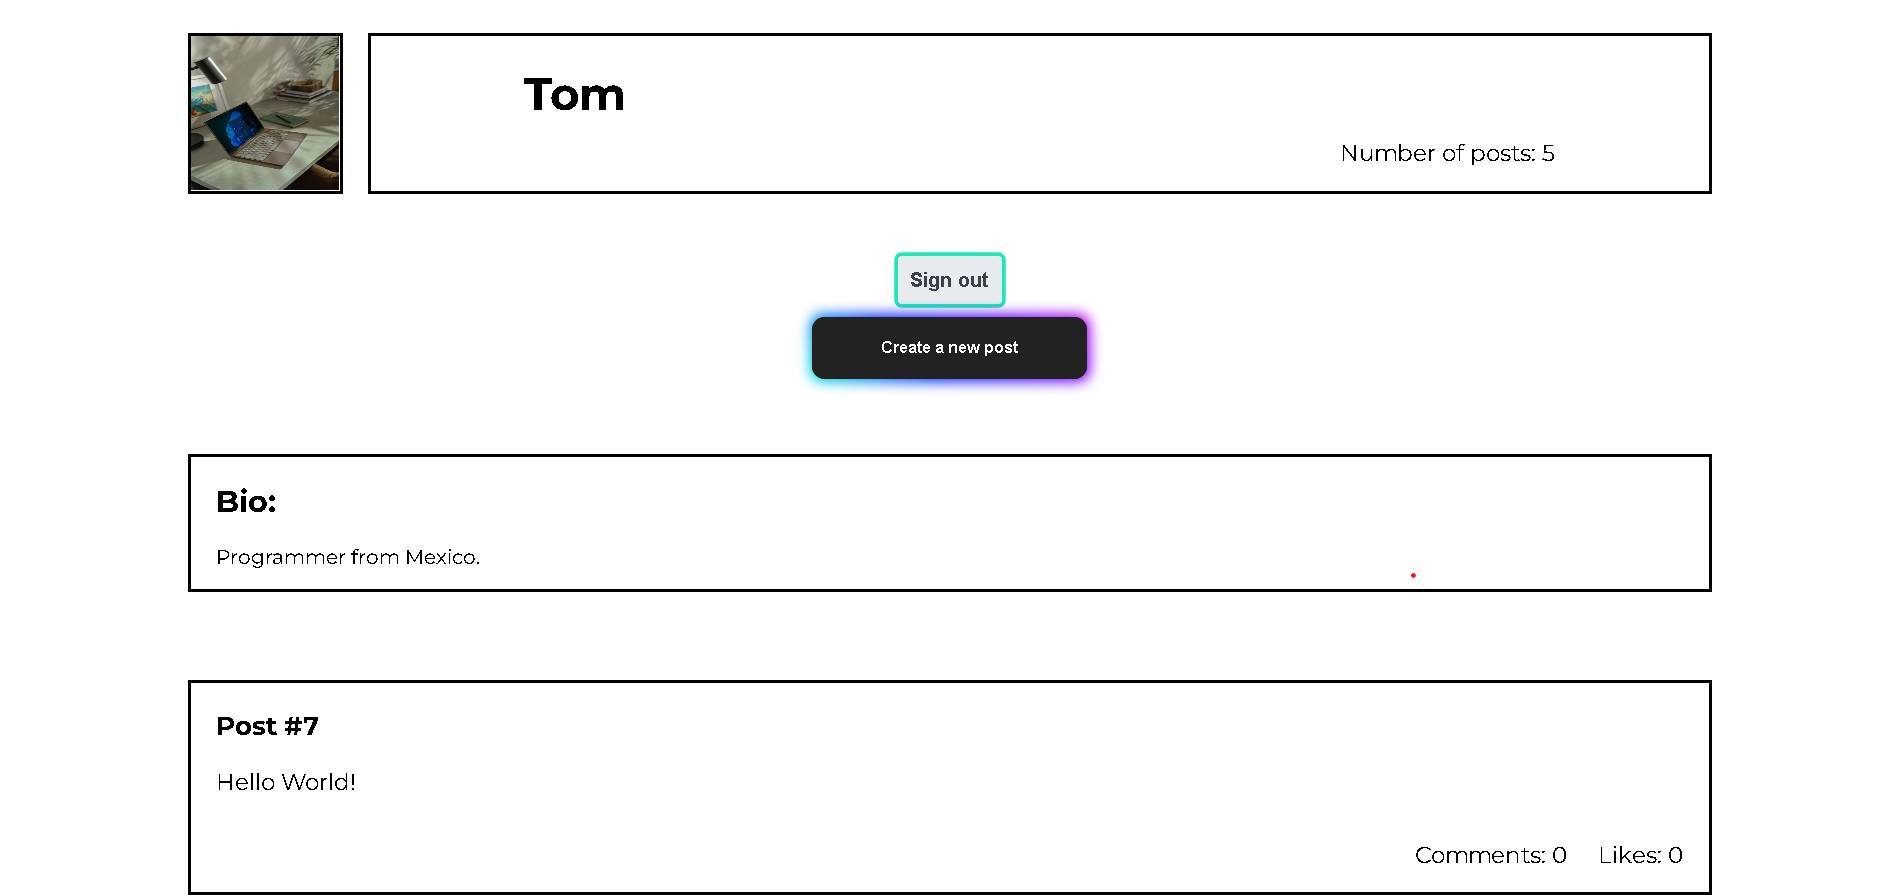 Tom
Number of posts: 5
Sign out
Create a new post
Bio:
Programmer from Mexico.
Post #7
Hello World!
Comments: 0 Likes: 0